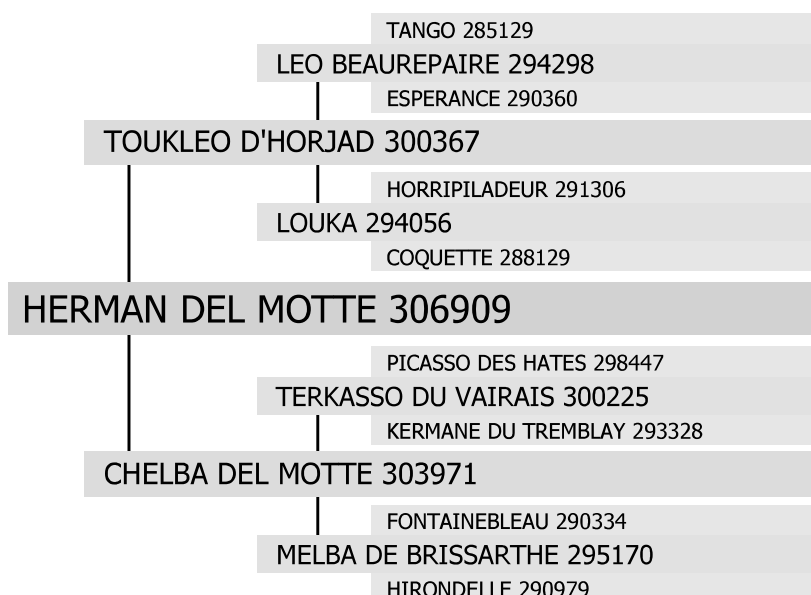 TANGO 285129
LEO BEAUREPAIRE 294298
ESPERANCE 290360
TOUKLEO D'HORJAD 300367
HORRIPILADEUR 291306
LOUKA 294056
COQUETTE 288129
HERMAN DEL MOTTE 306909
PICASSO DES HATES 298447
TERKASSO DU VAIRAIS 300225
KERMANE DU TREMBLAY 293328
CHELBA DEL MOTTE 303971
FONTAINEBLEAU 290334
MELBA DE BRISSARTHE 295170
HIRONDELLE 290979